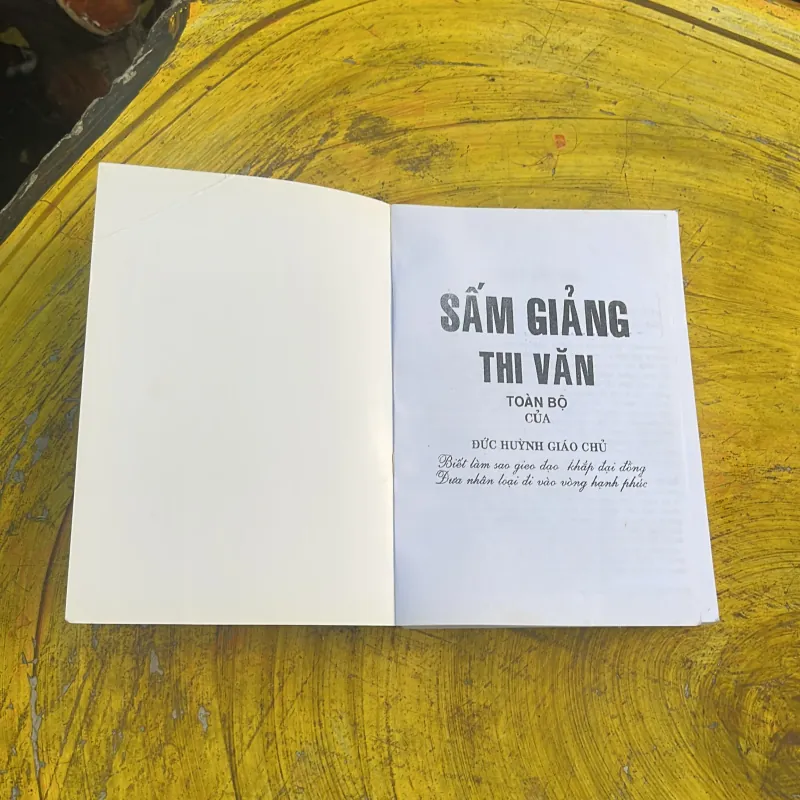 SẤM GIẢNG
THI VĂN
TOÀN BỘ
CỦA
ĐỨC HUỲNH GIÁO CHỦ
Biết làm sao gieo đạo khắp đại đồng
Đưa nhân loại đi vào vòng hạnh phúc